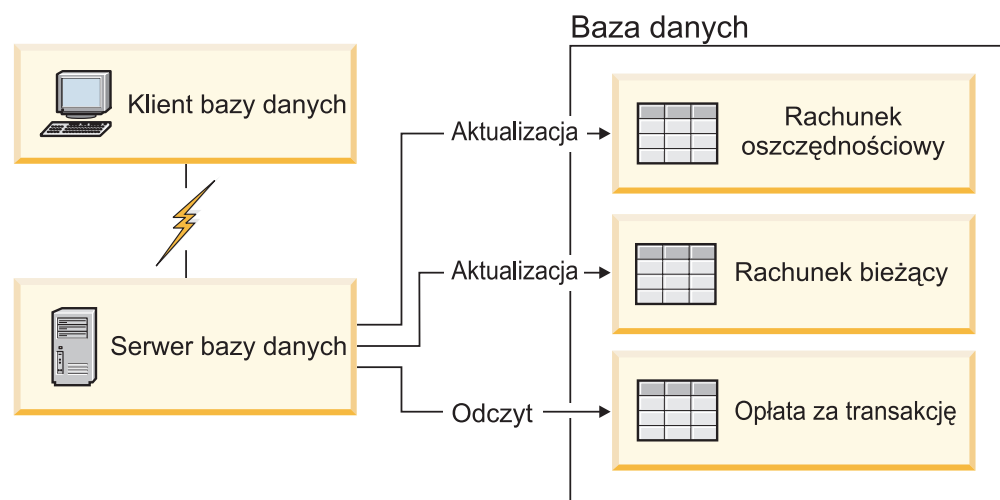 Baza danych
Klient bazy danych
Aktualizacja
Rachunek
oszczędnościowy
Aktualizacja
Rachunek bieżący
Serwer bazy danych
Odczyt
Opłata za transakcję